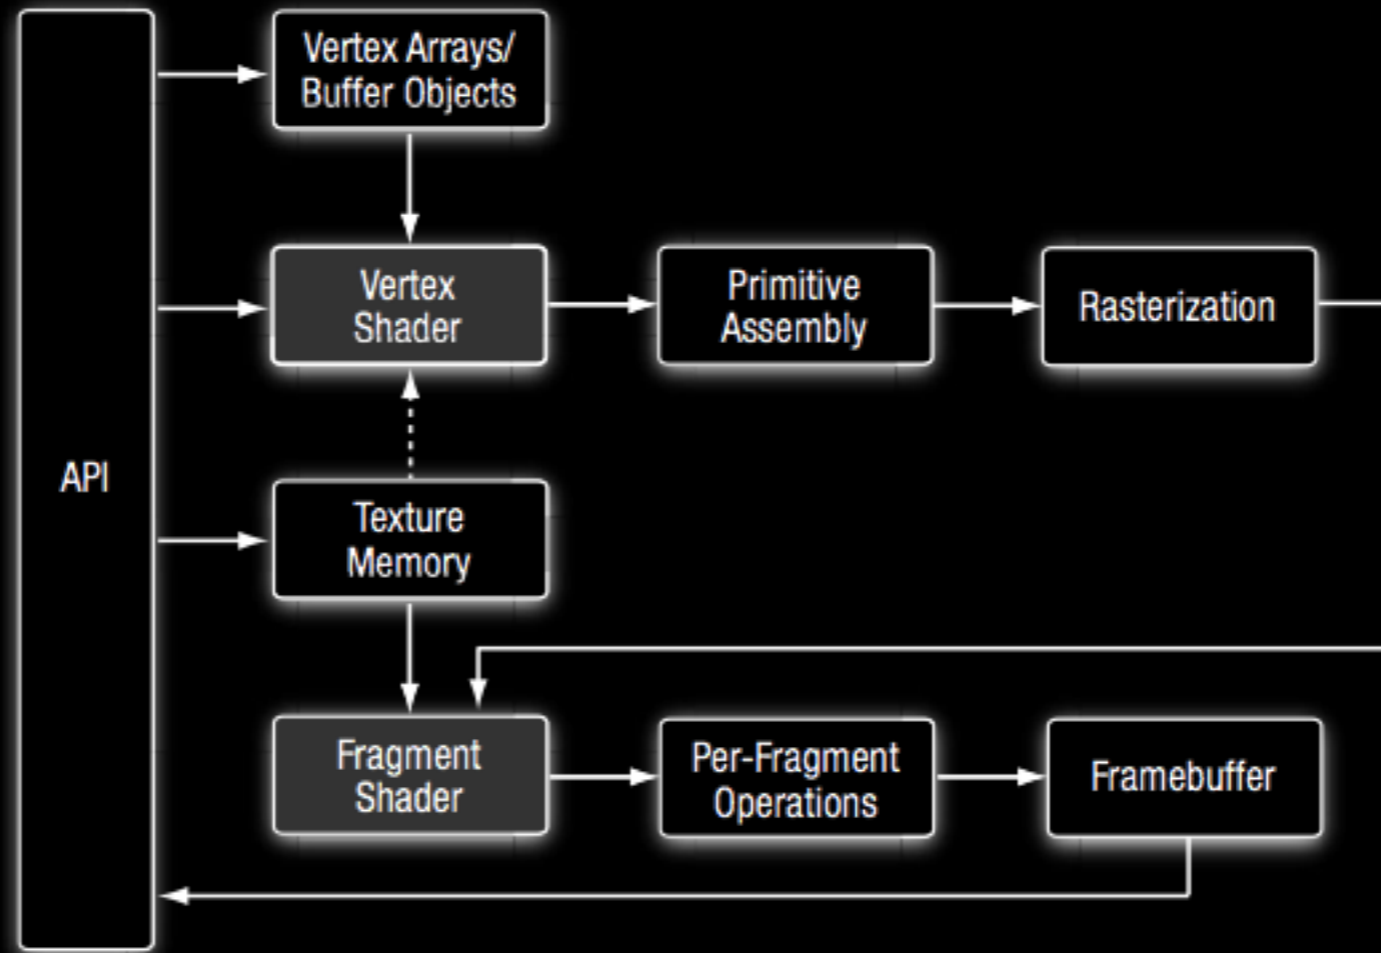 Vertex Arrays/
Buffer Objects
Vertex
Shader
Primitive
Assembly
Rasterization
API
Texture
Memory
Fragment
Shader
Per-Fragment
Operations
Framebuffer